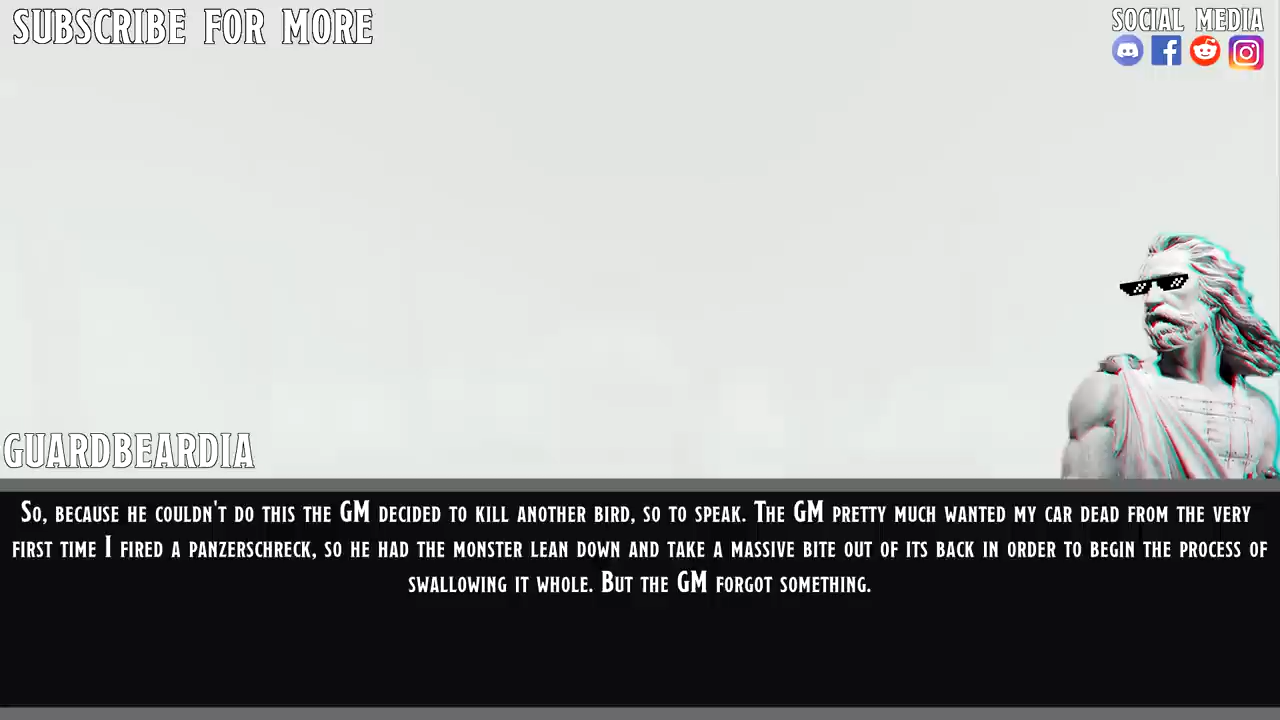 SUBSCRIBE FOR MORE
SOCIAL MEDIA
GUARDBEARDIA
So, because he couldn't do this the GM decided to kill another bird, so to speak. The GM pretty much wanted my car dead from the very
first time I fired a panzerschreck, so he had the monster lean down and take a massive bite out of its back in order to begin the process of
swallowing it whole. But the GM forgot something.